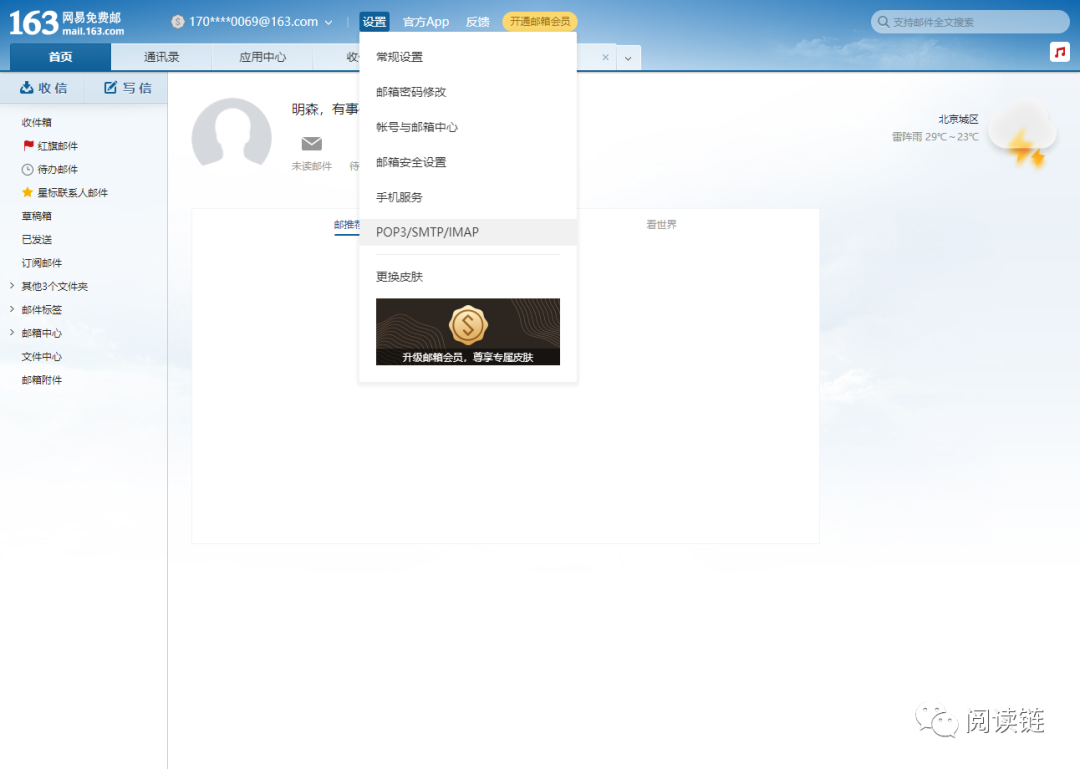 163 网易免费邮
mail.163.com
170****0069@163.com
设置
官方App
反馈
开通邮箱会员
支持邮件全文搜索
首页
通讯录
应用中心
收
收信
写信
收件箱
红旗邮件
待办邮件
星标联系人邮件
草稿箱
已发送
订阅邮件
其他3个文件夹
邮件标签
邮箱中心
文件中心
邮箱附件
明森，有事
未读邮件
待
邮推荐
常规设置
邮箱密码修改
帐号与邮箱中心
邮箱安全设置
手机服务
POP3/SMTP/IMAP
更换皮肤
升级邮箱会员，尊享专属皮肤
看世界
北京城区
雷阵雨 29℃～23℃
阅读链